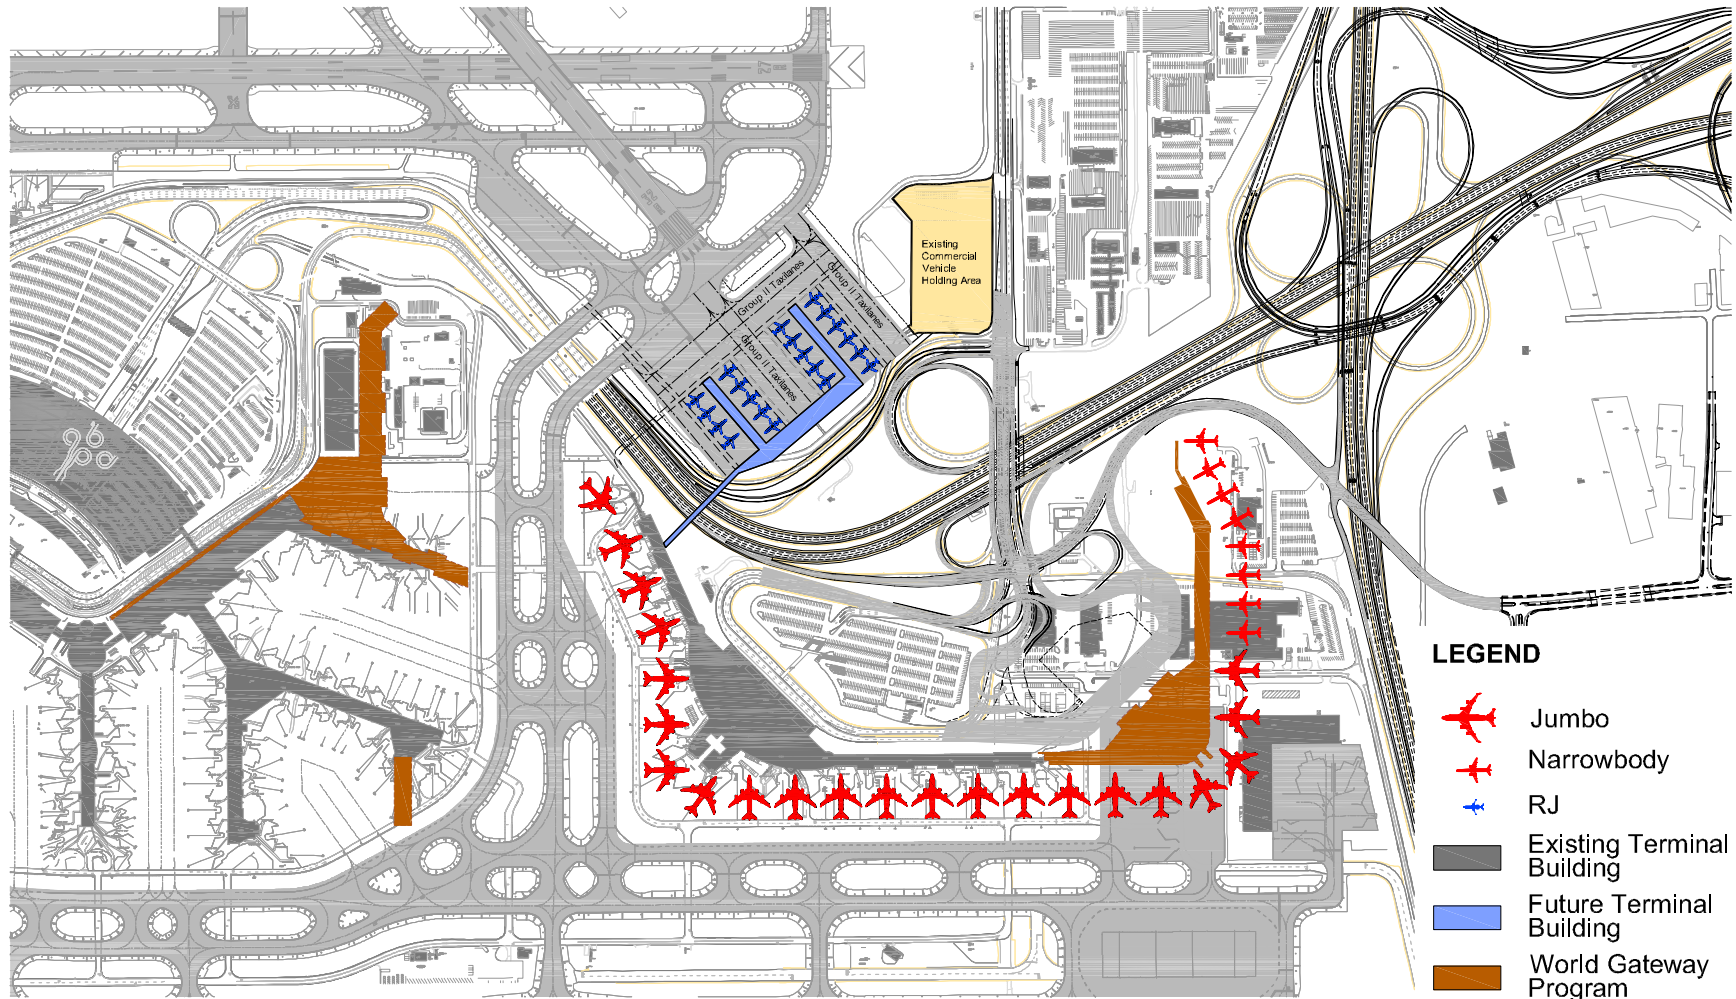 27
Existing
Commercial
Vehicle
Holding Area
Group II Taxilanes
Group II Taxilanes
Group II Taxilanes
LEGEND
Jumbo
Narrowbody
RJ
Existing Terminal
Building
Future Terminal
Building
World Gateway
Program